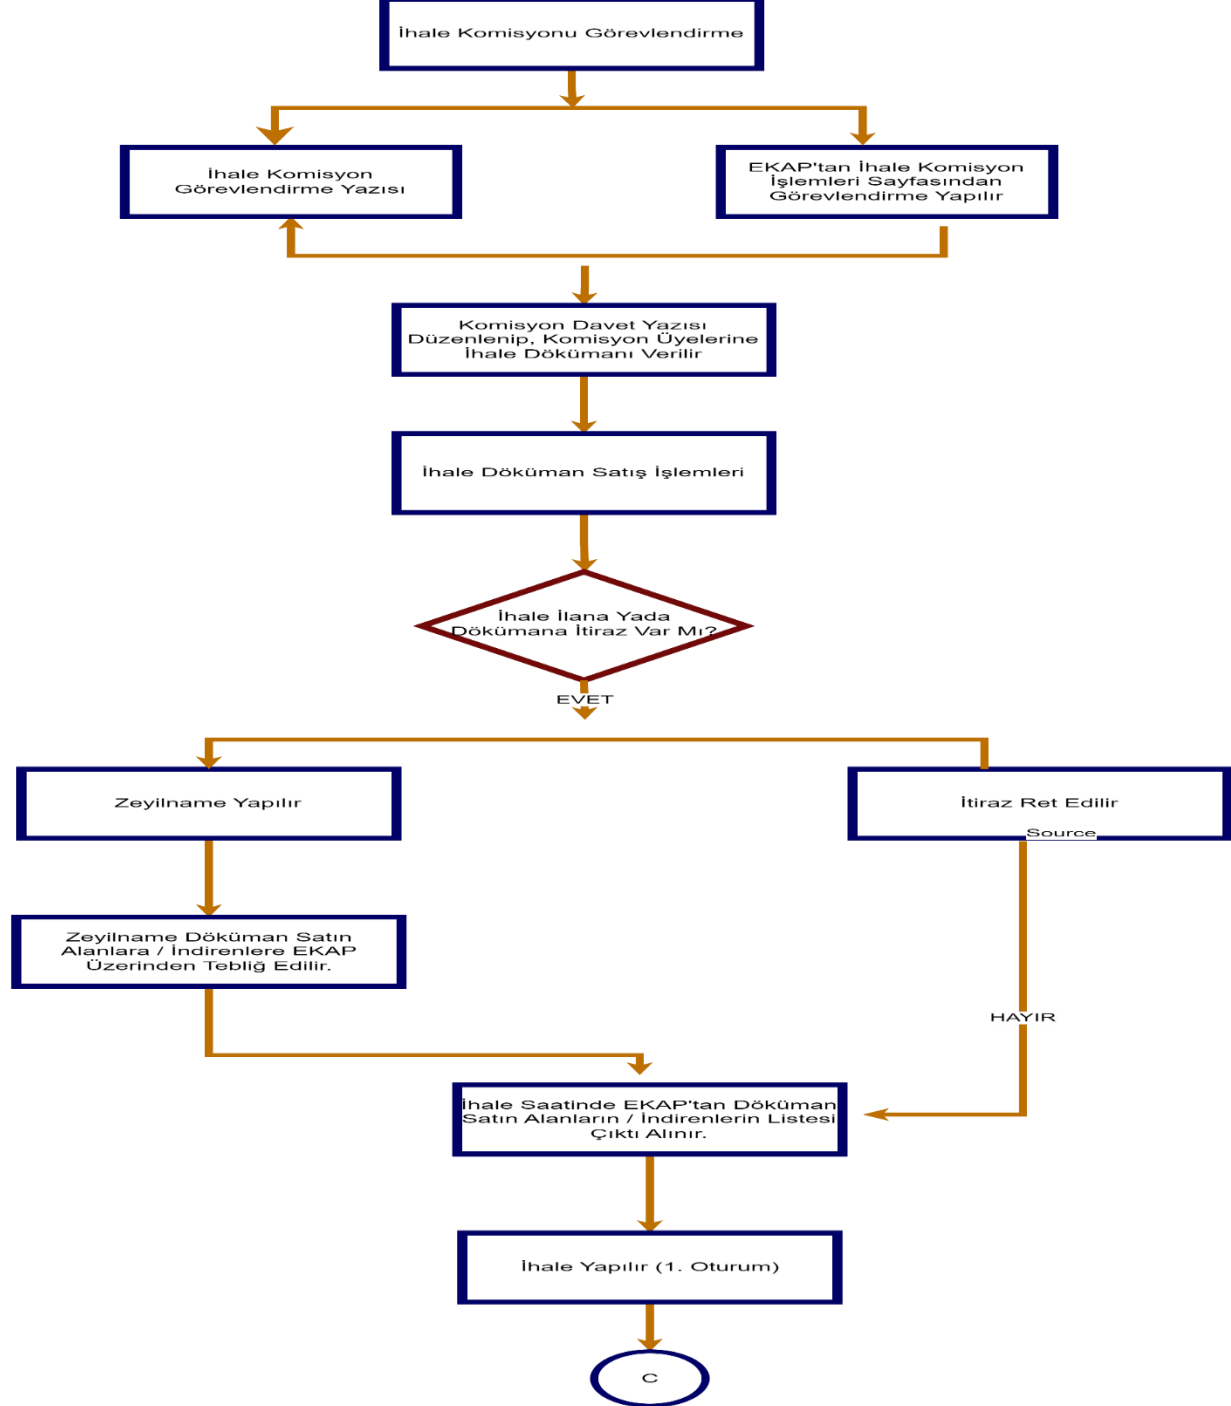 İhale Komisyonu Görevlendirme
İhale Komisyon
Görevlendirme Yazısı
EKAP'tan İhale Komisyon
İşlemleri Sayfasından
Görevlendirme Yapılır
Komisyon Davet Yazısı
Düzenlenip, Komisyon Üyelerine
İhale Dökümanı Verilir
İhale Döküman Satış İşlemleri
İhale İlana Yada
Dökümana İtiraz Var Mı?
EVET
Zeyilname Yapılır
İtiraz Ret Edilir
Source
Zeyilname Döküman Satın
Alanlara / İndirenlere EKAP
Üzerinden Tebliğ Edilir.
HAYIR
İhale Saatinde EKAP'tan Döküman
Satın Alanların / İndirenlerin Listesi
Çıktı Alınır.
İhale Yapılır (1. Oturum)
C